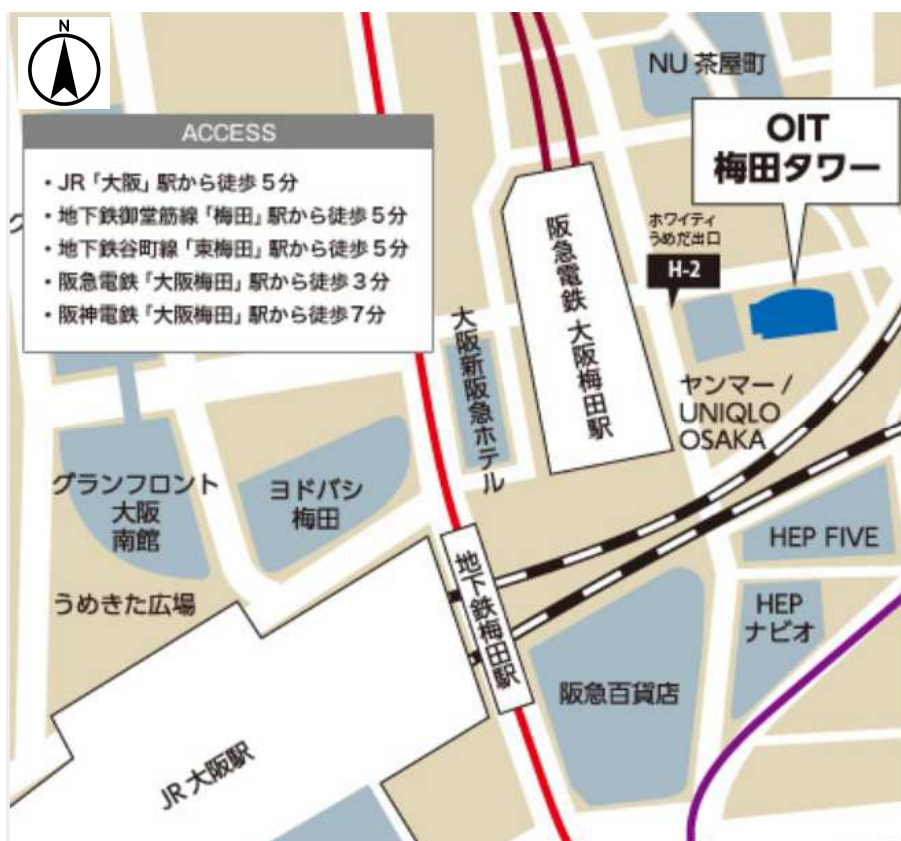 N
NU 茶屋町
ACCESS
・JR「大阪」駅から徒歩5分
・地下鉄御堂筋線「梅田」駅から徒歩5分
・地下鉄谷町線「東梅田」駅から徒歩5分
・阪急電鉄「大阪梅田」駅から徒歩3分
・阪神電鉄「大阪梅田」駅から徒歩7分
OIT
梅田タワー
ホワイティ
うめだ出口
H-2
阪急電鉄 大阪梅田駅
大阪新阪急ホテル
ヤンマー /
UNIQLO
OSAKA
グランフロント
大阪
南館
ヨドバシ
梅田
HEP FIVE
うめきた広場
地下鉄梅田駅
HEP
ナビオ
阪急百貨店
JR 大阪駅